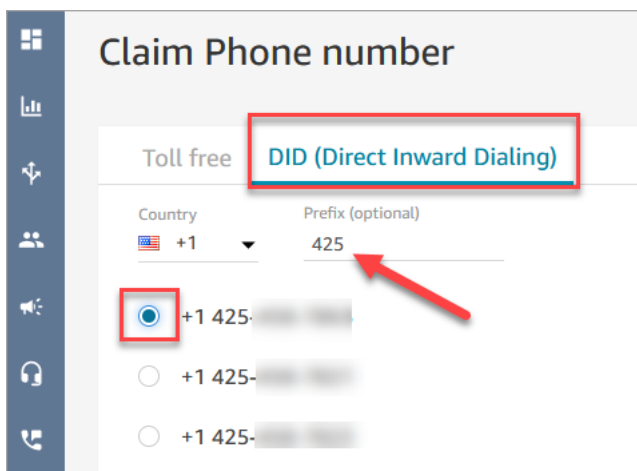 Claim Phone number
Toll free DID (Direct Inward Dialing)
Country Prefix (optional)
+1 425
+1 425-
+1 425-
+1 425-